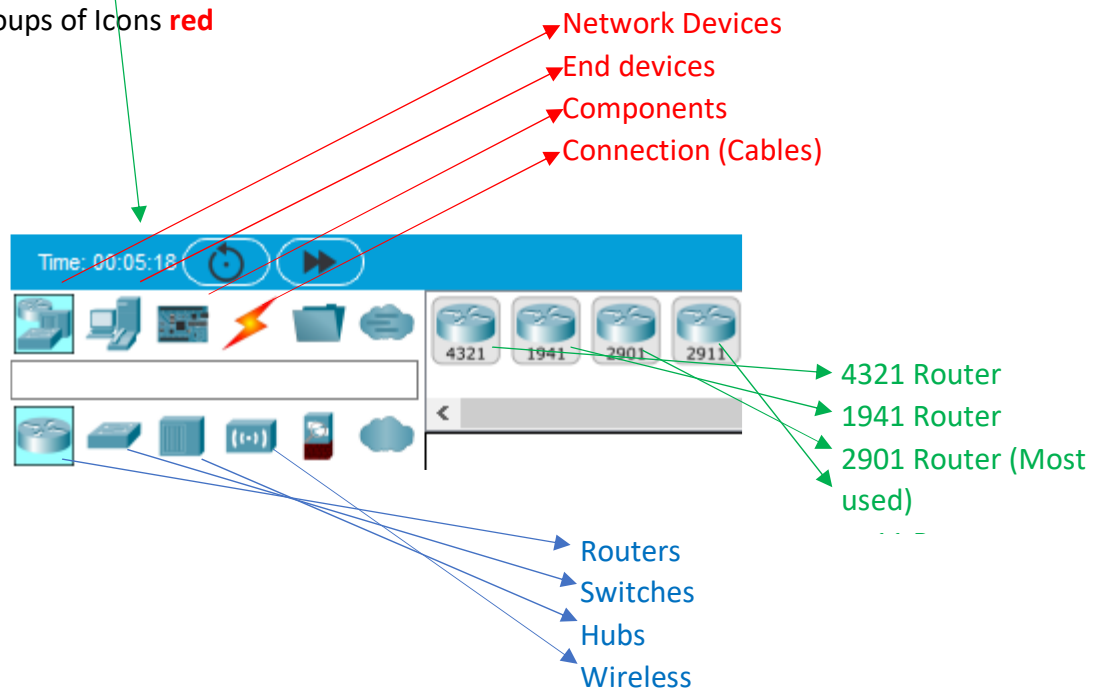 oups of Icons red
Network Devices
End devices
Components
Connection (Cables)
Time: 00:05:18
4321
1941
2901
2911
4321 Router
1941 Router
2901 Router (Most
used)
Routers
Switches
Hubs
Wireless